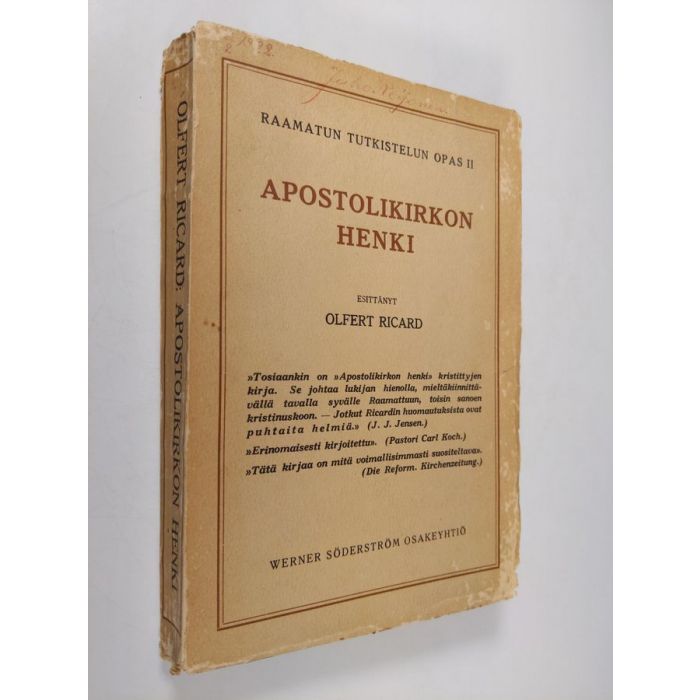 1922.
RAAMATUN TUTKISTELUN OPAS II
APOSTOLIKIRKON
HENKI
ESITTÄNYT
OLFERT RICARD
»Tosiaankin on »Apostolikirkon henki» kristittyjen
kirja. Se johtaa lukijan hienolla, mieltäkiinnittä-
vällä tavalla syvälle Raamattuun, toisin sanoen
kristinuskoon. — Jotkut Ricardin huomautuksista ovat
puhtaita helmiä.» (J. J. Jensen.)
»Erinomaisesti kirjoitettu». (Pastori Carl Koch.)
»Tätä kirjaa on mitä voimallisimmasti suositeltava».
(Die Reform. Kirchenzeitung.)
WERNER SÖDERSTRÖM OSAKEYHTIÖ
OLFERT RICARD: APOSTOLIKIRKON HENKI